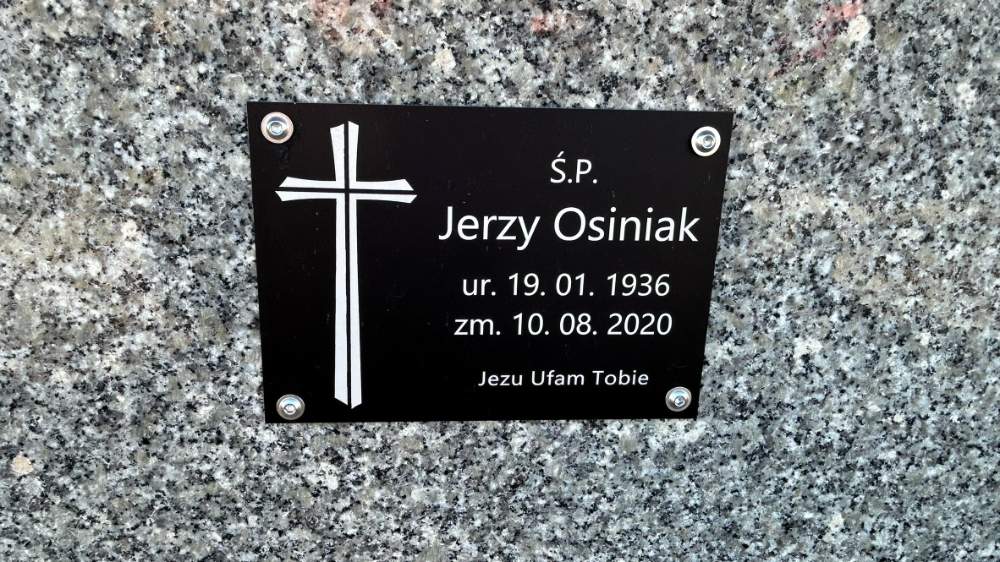 Ś.P.
Jerzy Osiniak
ur. 19. 01. 1936
zm. 10. 08. 2020
Jezu Ufam Tobie